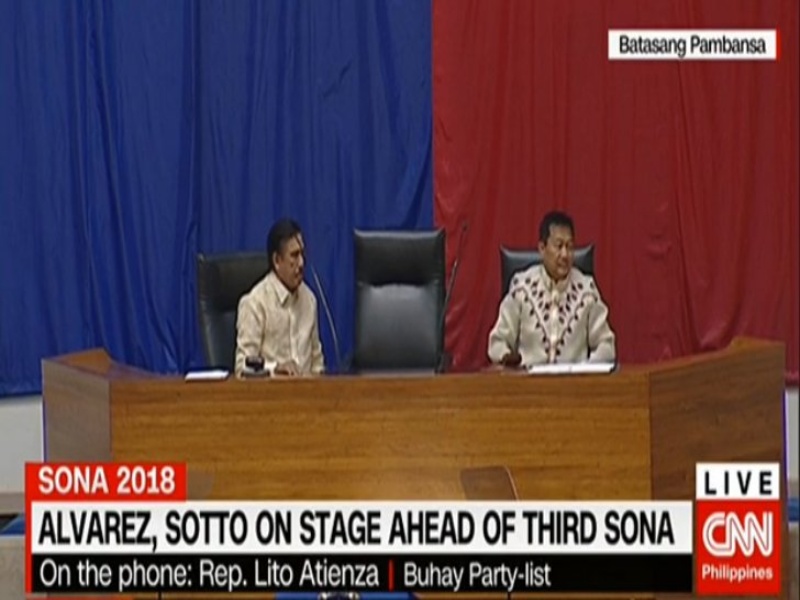 Batasang Pambansa
SONA 2018
LIVE
ALVAREZ, SOTTO ON STAGE AHEAD OF THIRD SONA
CNN
On the phone: Rep. Lito Atienza | Buhay Party-list
Philippines